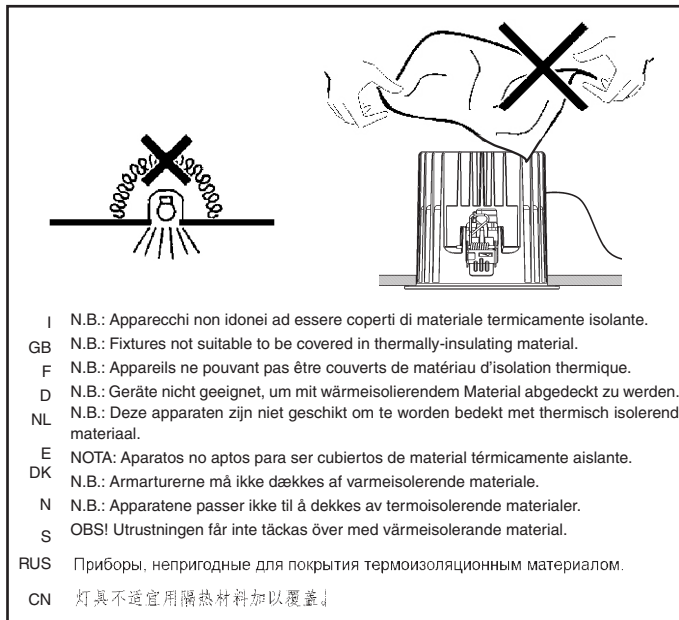 I N.B.: Apparecchi non idonei ad essere coperti di materiale termicamente isolante.
GB N.B.: Fixtures not suitable to be covered in thermally-insulating material.
F N.B.: Appareils ne pouvant pas être couverts de matériau d'isolation thermique.
D N.B.: Geräte nicht geeignet, um mit wärmeisolierendem Material abgedeckt zu werden.
NL N.B.: Deze apparaten zijn niet geschikt om te worden bedekt met thermisch isolerend
materiaal.
E NOTA: Aparatos no aptos para ser cubiertos de material térmicamente aislante.
DK N.B.: Armarturerne må ikke dækkes af varmeisolerende materiale.
N N.B.: Apparatene passer ikke til å dekkes av termoisolerende materialer.
S OBS! Utrustningen får inte täckas över med värmeisolerande material.
RUS Приборы, непригодные для покрытия термоизоляционным материалом.
CN 灯具不适宜用隔热材料加以覆盖。